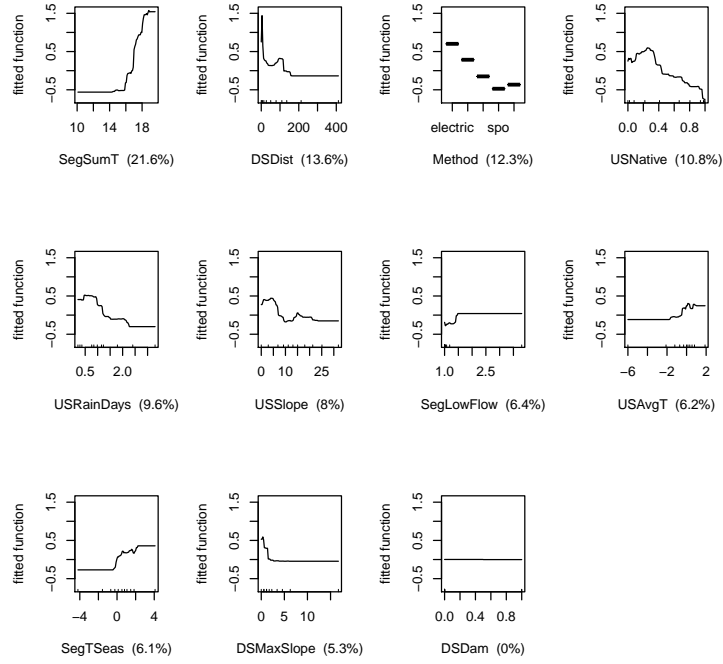 fitted function
−0.5 0.5 1.5
10 14 18
SegSumT (21.6%)
fitted function
−0.5 0.5 1.5
0 200 400
DSDist (13.6%)
fitted function
−0.5 0.5 1.5
electric spo
Method (12.3%)
fitted function
−0.5 0.5 1.5
0.0 0.4 0.8
USNative (10.8%)
fitted function
−0.5 0.5 1.5
0.5 2.0
USRainDays (9.6%)
fitted function
−0.5 0.5 1.5
0 10 25
USSlope (8%)
fitted function
−0.5 0.5 1.5
1.0 2.5
SegLowFlow (6.4%)
fitted function
−0.5 0.5 1.5
−6 −2 2
USAvgT (6.2%)
fitted function
−0.5 0.5 1.5
−4 0 4
SegTSeas (6.1%)
fitted function
−0.5 0.5 1.5
0 5 10
DSMaxSlope (5.3%)
fitted function
−0.5 0.5 1.5
0.0 0.4 0.8
DSDam (0%)